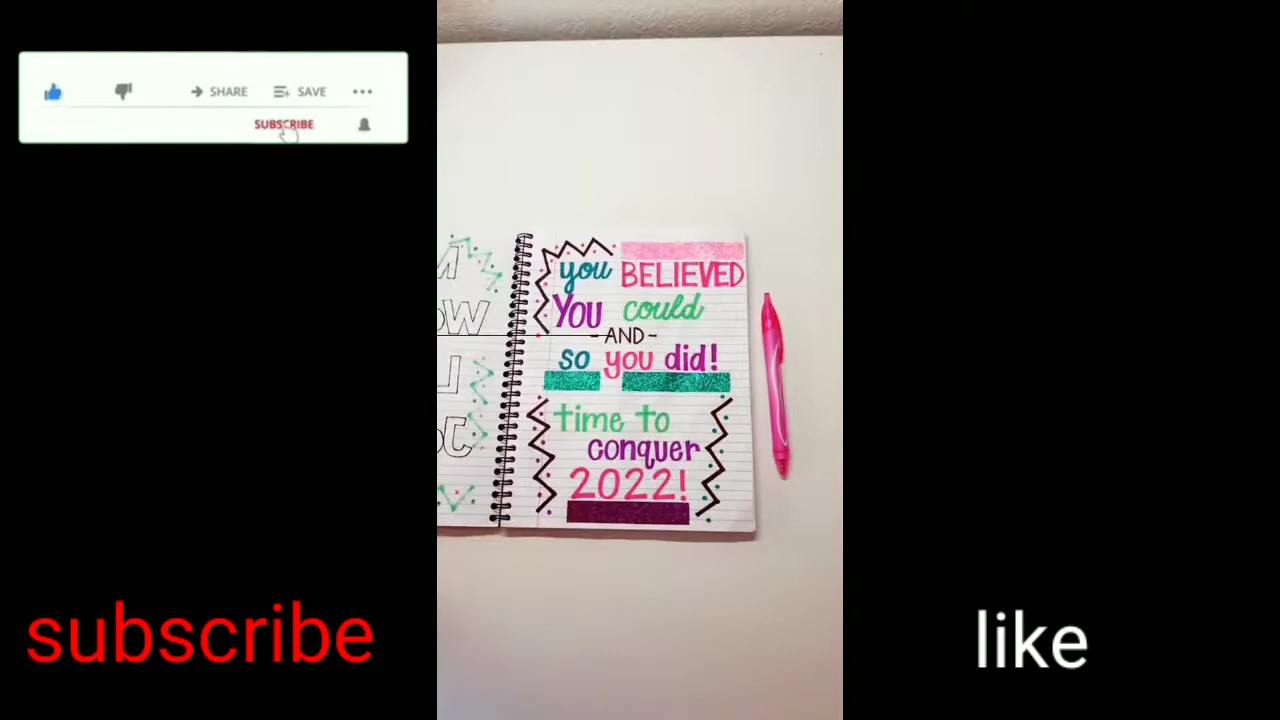 SHARE SAVE
SUBSCRIBE
you BELIEVED
You could
-AND-
so you did!
time to
conquer
2022!
subscribe
like